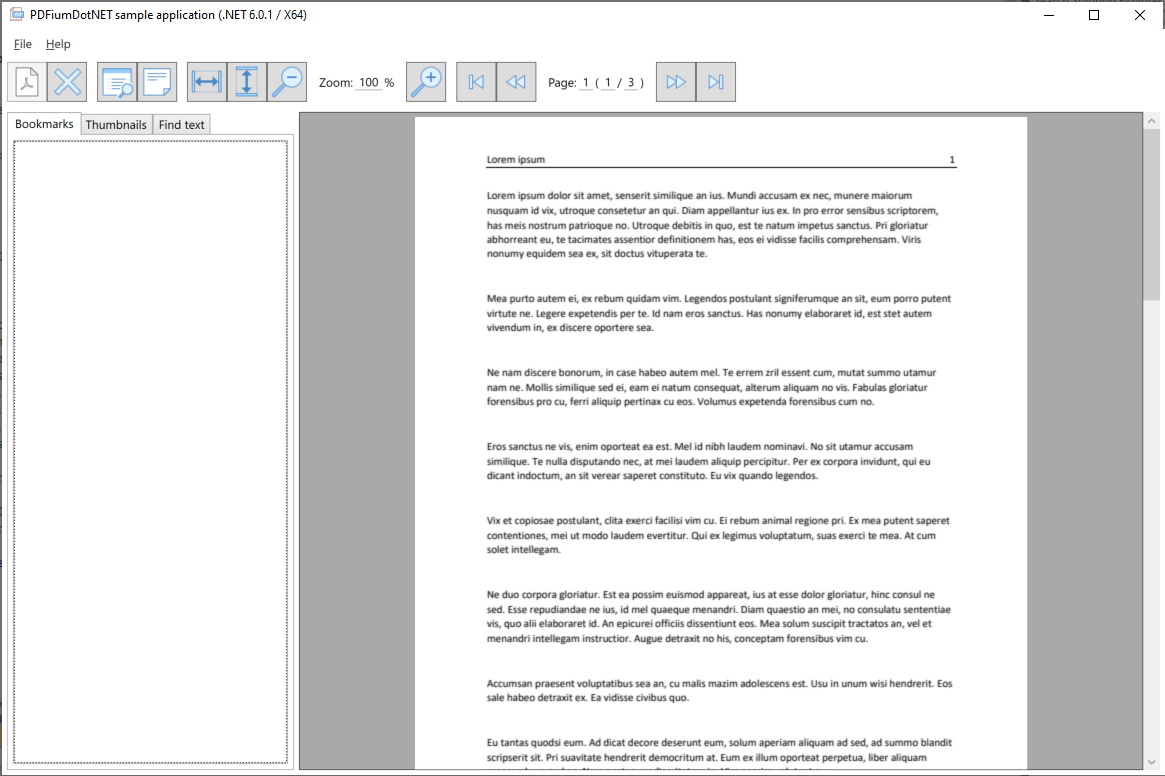 PDFiumDotNET sample application (.NET 6.0.1 / X64)
File Help
Zoom: 100 % Page: 1 ( 1 / 3 )
Bookmarks Thumbnails Find text
Lorem ipsum 1
Lorem ipsum dolor sit amet, senserit similique an ius. Mundi accusam ex nec, munere maiorum
nusquam id vix, utroque consetetur an qui. Diam appellantur ius ex. In pro error sensibus scriptorem,
has meis nostrum patrioque no. Utroque debitis in quo, est te natum impetus sanctus. Pri gloriatur
abhorreant eu, te tacimates assentior definitionem has, eos ei vidisse facilis comprehensam. Viris
nonumy equidem sea ex, sit doctus vituperata te.
Mea purto autem ei, ex rebum quidam vim. Legendos postulant signiferumque an sit, eum porro putent
virtute ne. Legere expetendis per te. Id nam eros sanctus. Has nonumy elaboraret id, est stet autem
vivendum in, ex discere oportere sea.
Ne nam discere bonorum, in case habeo autem mel. Te errem zril essent cum, mutat summo utamur
nam ne. Mollis similique sed ei, eam ei natum consequat, alterum aliquam no vis. Fabulas gloriatur
forensibus pro cu, ferri aliquip pertinax cu eos. Volumus expetenda forensibus cum no.
Eros sanctus ne vis, enim oporteat ea est. Mel id nibh laudem nominavi. No sit utamur accusam
similique. Te nulla disputando nec, at mei laudem aliquip percipitur. Per ex corpora invidunt, qui eu
dicant indoctum, an sit verear saperet constituto. Eu vix quando legendos.
Vix et copiosae postulant, clita exerci facilisi vim cu. Ei rebum animal regione pri. Ex mea putent saperet
contentiones, mei ut modo laudem evertitur. Qui ex legimus voluptatum, suas exerci te mea. At cum
solet intellegam.
Ne duo corpora gloriatur. Est ea possim euismod appareat, ius at esse dolor gloriatur, hinc consul ne
sed. Esse repudiandae ne ius, id mel quaeque menandri. Diam quaestio an mei, no consulatu sententiae
vis, quo alii elaboraret id. An epicurei officiis dissentiunt eos. Mea solum suscipit tractatos an, vel et
menandri intellegam instructior. Augue detraxit no his, conceptam forensibus vim cu.
Accumsan praesent voluptatibus sea an, cu malis mazim adolescens est. Usu in unum wisi hendrerit. Eos
sale habeo detraxit ex. Ea vidisse civibus quo.
Eu tantas quodsi eum. Ad dicat decore deserunt eum, solum aperiam aliquam ad sed, ad summo blandit
scripserit sit. Pri suavitate hendrerit democritum at. Eum ex illum oporteat perpetua, liber aliquam